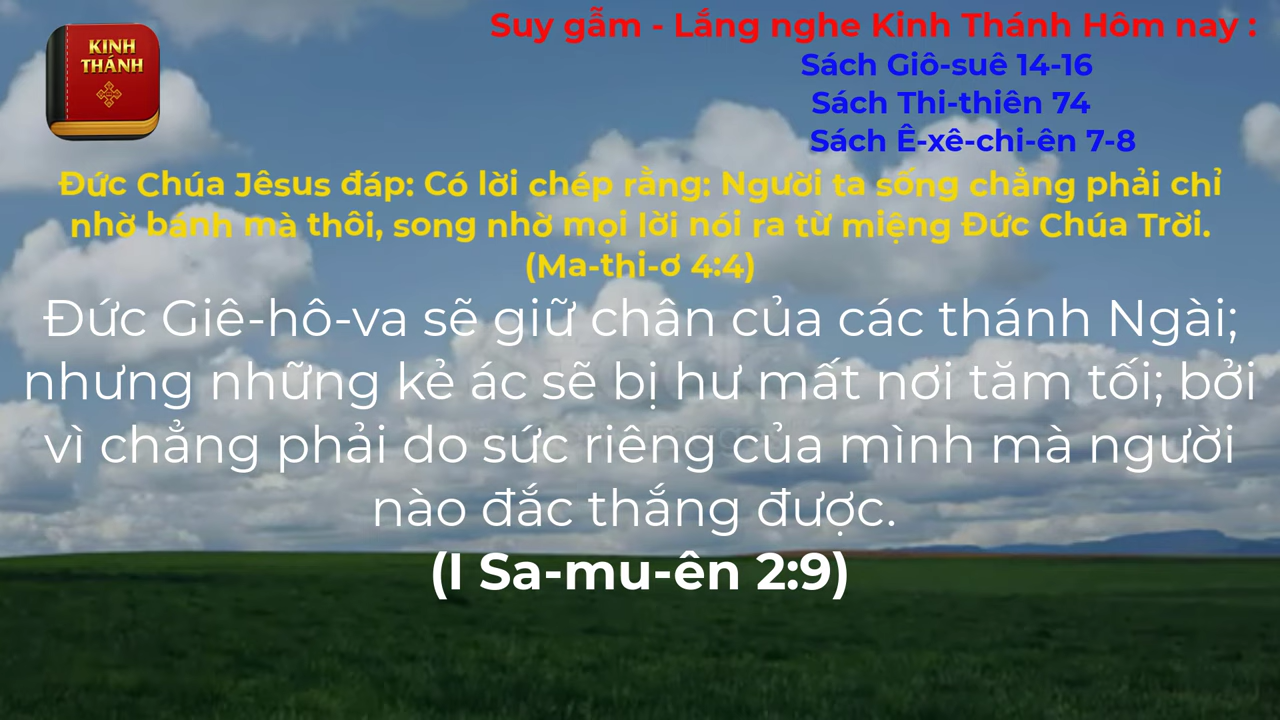 KINH
THÁNH
Suy gẫm - Lắng nghe Kinh Thánh Hôm nay :
Sách Giô-suê 14-16
Sách Thi-thiên 74
Sách Ê-xê-chi-ên 7-8
Đức Chúa Jêsus đáp: Có lời chép rằng: Người ta sống chẳng phải chỉ
nhờ bánh mà thôi, song nhờ mọi lời nói ra từ miệng Đức Chúa Trời.
(Ma-thi-ơ 4:4)
Đức Giê-hô-va sẽ giữ chân của các thánh Ngài;
nhưng những kẻ ác sẽ bị hư mất nơi tăm tối; bởi
vì chẳng phải do sức riêng của mình mà người
nào đắc thắng được.
(I Sa-mu-ên 2:9)